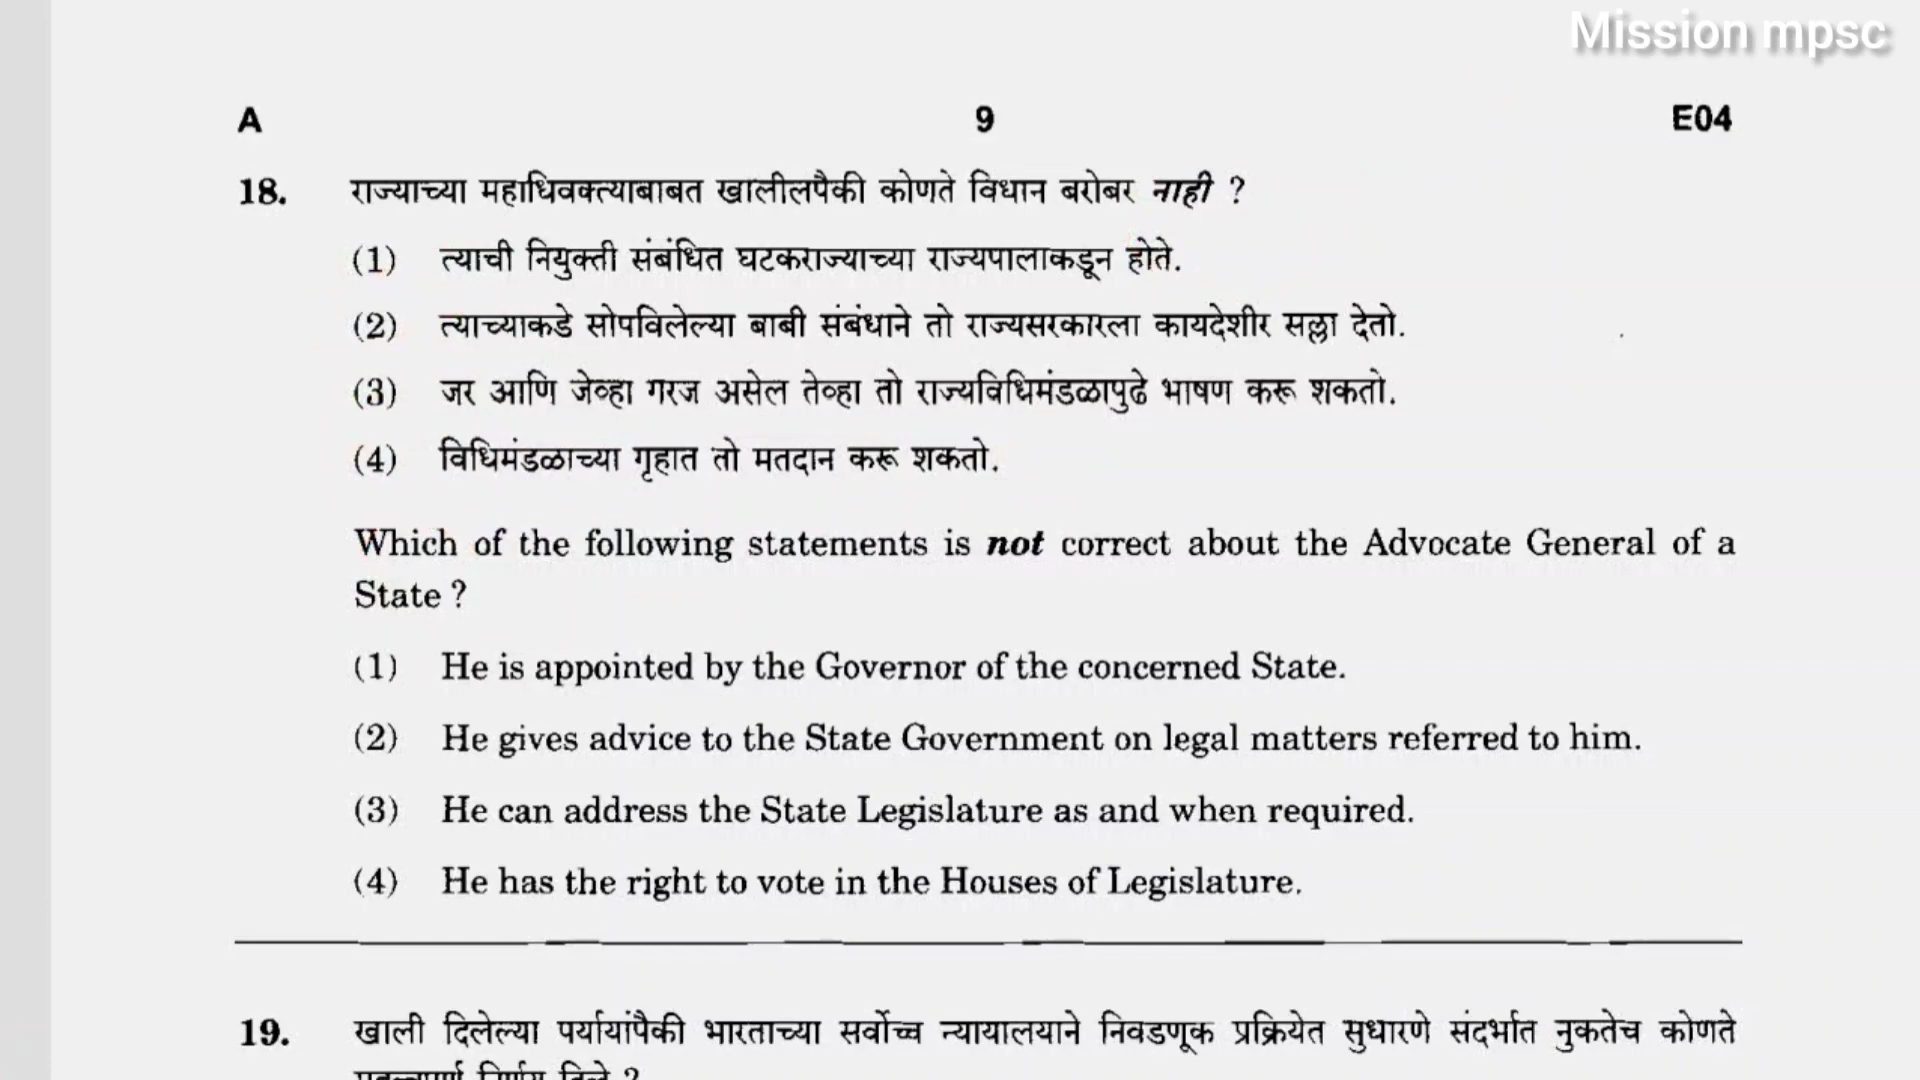 Mission mpsc
A 9 E04
18. राज्याच्या महाधिवक्त्याबाबत खालीलपैकी कोणते विधान बरोबर नाही ?
(1) त्याची नियुक्ती संबंधित घटकराज्याच्या राज्यपालाकडून होते.
(2) त्याच्याकडे सोपविलेल्या बाबी संबंधाने तो राज्यसरकारला कायदेशीर सल्ला देतो.
(3) जर आणि जेव्हा गरज असेल तेव्हा तो राज्यविधिमंडळापुढे भाषण करू शकतो.
(4) विधिमंडळाच्या गृहात तो मतदान करू शकतो.
Which of the following statements is not correct about the Advocate General of a
State ?
(1) He is appointed by the Governor of the concerned State.
(2) He gives advice to the State Government on legal matters referred to him.
(3) He can address the State Legislature as and when required.
(4) He has the right to vote in the Houses of Legislature.
19. खाली दिलेल्या पर्यायांपैकी भारताच्या सर्वोच्च न्यायालयाने निवडणूक प्रक्रियेत सुधारणे संदर्भात नुकतेच कोणते